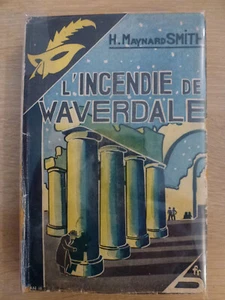 H. MAYNARD SMITH
L'INCENDIE DE
WAVERDALE